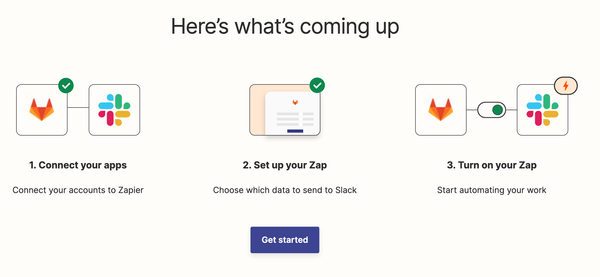 Here's what's coming up
1. Connect your apps
Connect your accounts to Zapier
2. Set up your Zap
Choose which data to send to Slack
3. Turn on your Zap
Start automating your work
Get started